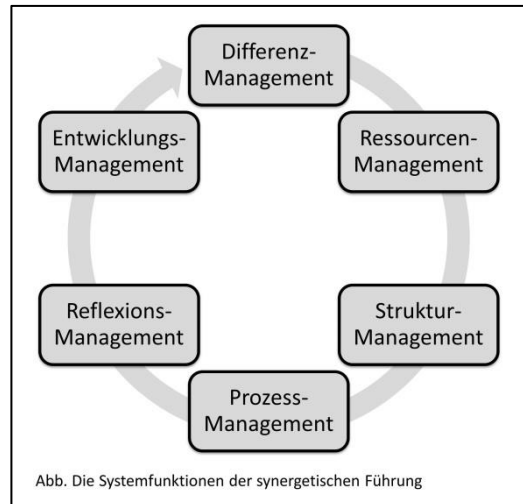 Differenz-
Management
Ressourcen-
Management
Struktur-
Management
Prozess-
Management
Reflexions-
Management
Entwicklungs-
Management
Abb. Die Systemfunktionen der synergetischen Führung